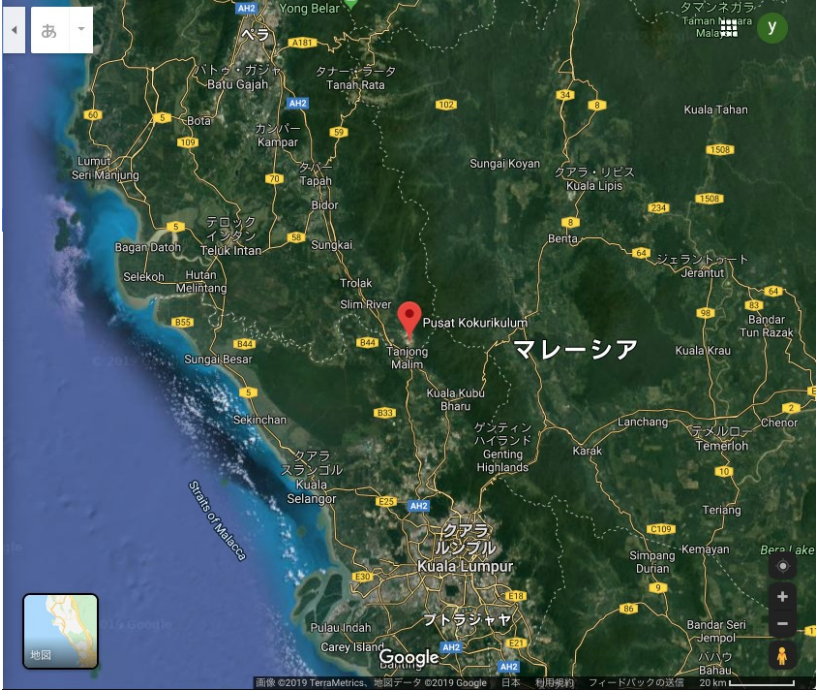 あ
y
AH2
Yong Belar
タマンネガラ
Taman Negara
ペラ
A181
バトゥ・ガジャ
Batu Gajah
タナー・ラータ
Tanah Rata
AH2
102
34
8
Kuala Tahan
60
5
Bota
109
カンパー
Kampar
59
1508
Lumut
Seri Manjung
70
タパー
Tapah
Sungai Koyan
クアラ・リピス
Kuala Lipis
1508
Bidor
234
5
テロック
インタン
Teluk Intan
58
Sungkai
8
Benta
64
Bagan Datoh
ジェラントゥート
Jerantut
Selekoh
Hutan
Melintang
Trolak
64
Slim River
83
98
Bandar
Tun Razak
B55
Pusat Kokurikulum
B44
B44
Tanjong
Malim
マレーシア
Kuala Krau
Sungai Besar
5
Kuala Kubu
Bharu
B33
2
Sekinchan
ゲンティン
ハイランド
Genting
Highlands
Lanchang
テメルロー
Temerloh
Chenor
Karak
クアラ
スランゴル
Kuala
Selangor
10
E25
AH2
Teriang
Straits of Malacca
クアラ
ルンプル
Kuala Lumpur
C109
Simpang
Durian
Kemayan
Bera Lake
E30
9
E18
86
プトラジャヤ
Pulau Indah
Bandar Seri
Jempol
Carey Island
AH2
E21
地図
Google
Banting
AH2
バハウ
Bahau
画像 ©2019 TerraMetrics、地図データ ©2019 Google
日本
利用規約
フィードバックの送信
20 km